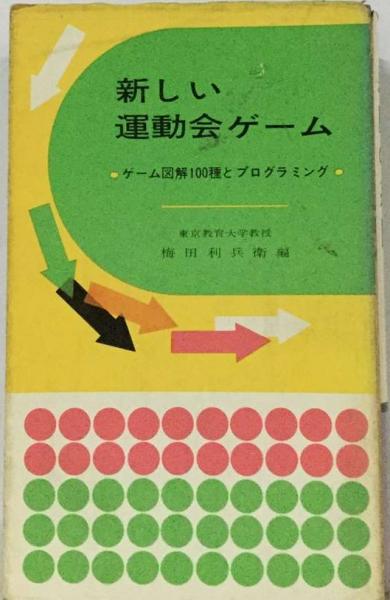 新しい
運動会ゲーム
•ゲーム図解100種とプログラミング•
東京教育大学教授
梅田利兵衛編